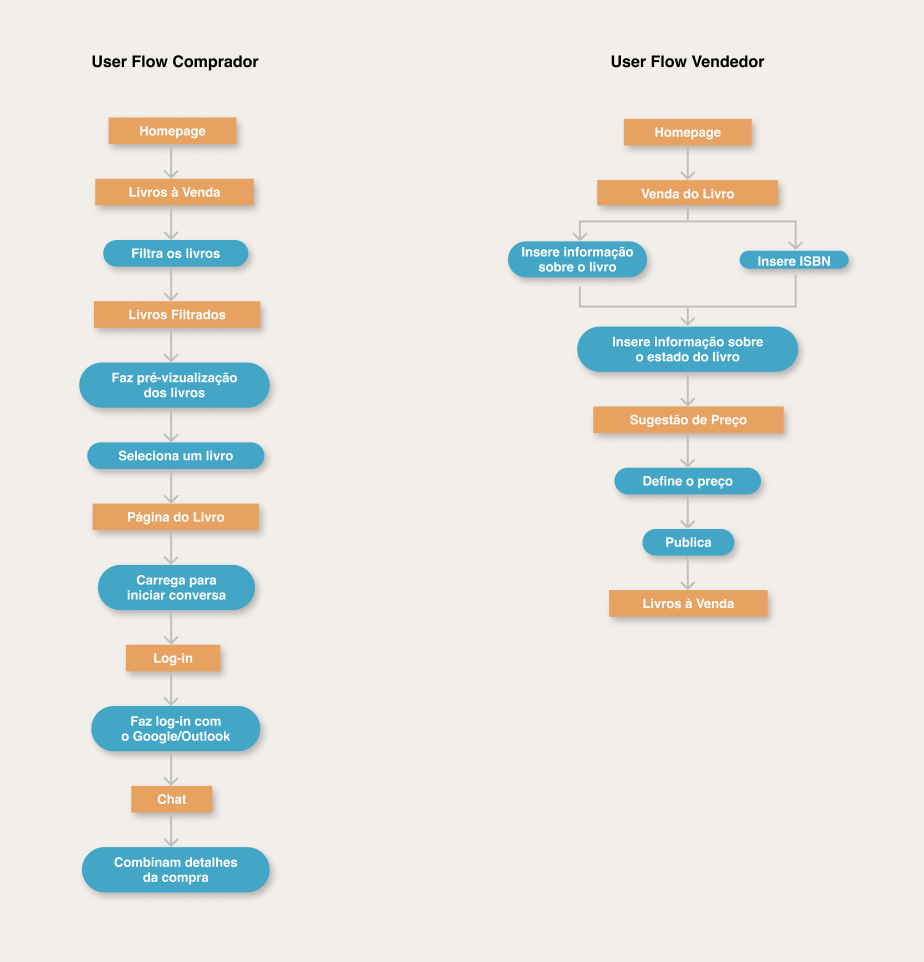 User Flow Comprador
Homepage
Livros à Venda
Filtra os livros
Livros Filtrados
Faz pré-vizualização
dos livros
Seleciona um livro
Página do Livro
Carrega para
iniciar conversa
Log-in
Faz log-in com
o Google/Outlook
Chat
Combinam detalhes
da compra
User Flow Vendedor
Homepage
Venda do Livro
Insere informação
sobre o livro
Insere ISBN
Insere informação sobre
o estado do livro
Sugestão de Preço
Define o preço
Publica
Livros à Venda